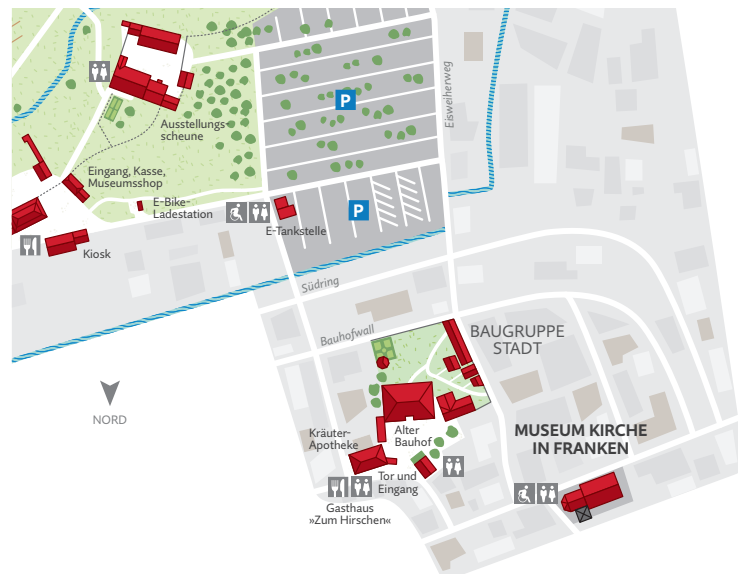 P
Eisweiherweg
Ausstellungs-
scheune
Eingang, Kasse,
Museumsshop
E-Bike-
Ladestation
P
E-Tankstelle
Kiosk
Südring
Bauhofwall
BAUGRUPPE
STADT
NORD
MUSEUM KIRCHE
IN FRANKEN
Kräuter-
Apotheke
Alter
Bauhof
Tor und
Eingang
Gasthaus
»Zum Hirschen«